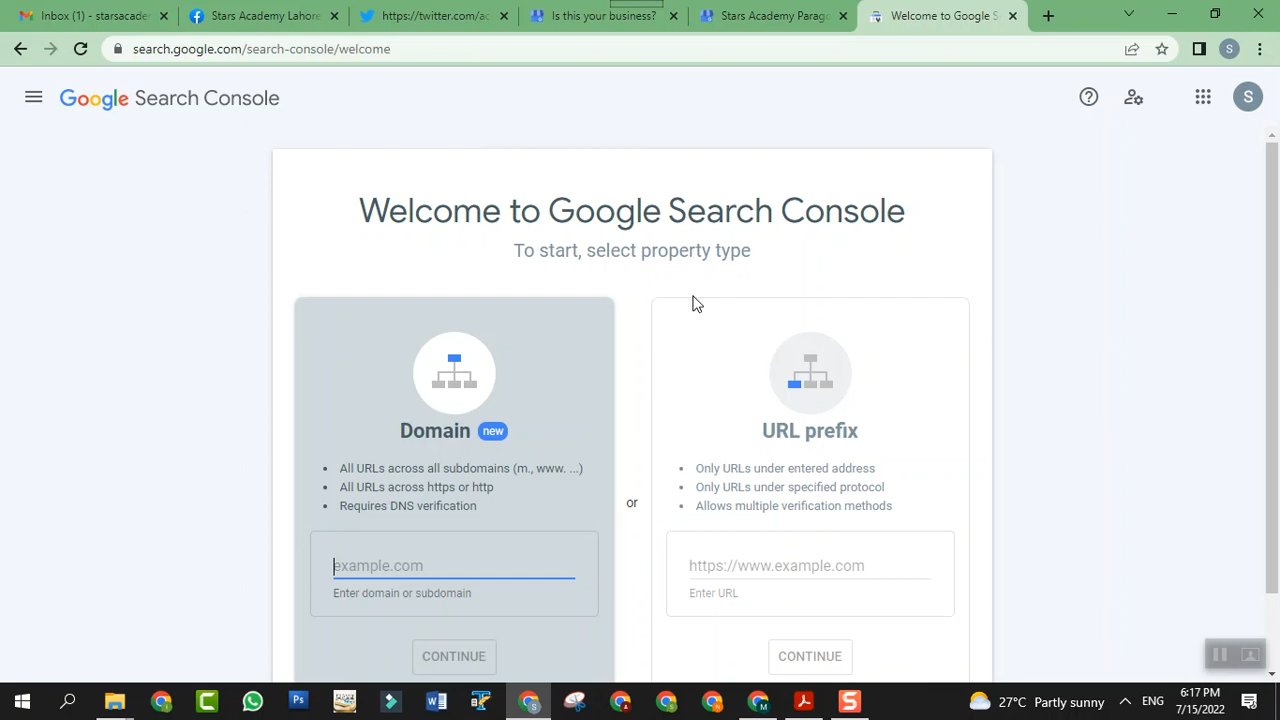 Inbox (1) - starsacade
Stars Academy Lahore
https://twitter.com/ac
Is this your business?
Stars Academy Parago
Welcome to Google S
search.google.com/search-console/welcome
S
Google Search Console
S
Welcome to Google Search Console
To start, select property type
Domain new
All URLs across all subdomains (m., www. ...)
All URLs across https or http
Requires DNS verification
example.com
Enter domain or subdomain
CONTINUE
or
URL prefix
Only URLs under entered address
Only URLs under specified protocol
Allows multiple verification methods
https://www.example.com
Enter URL
CONTINUE
27°C Partly sunny
ENG
6:17 PM
7/15/2022